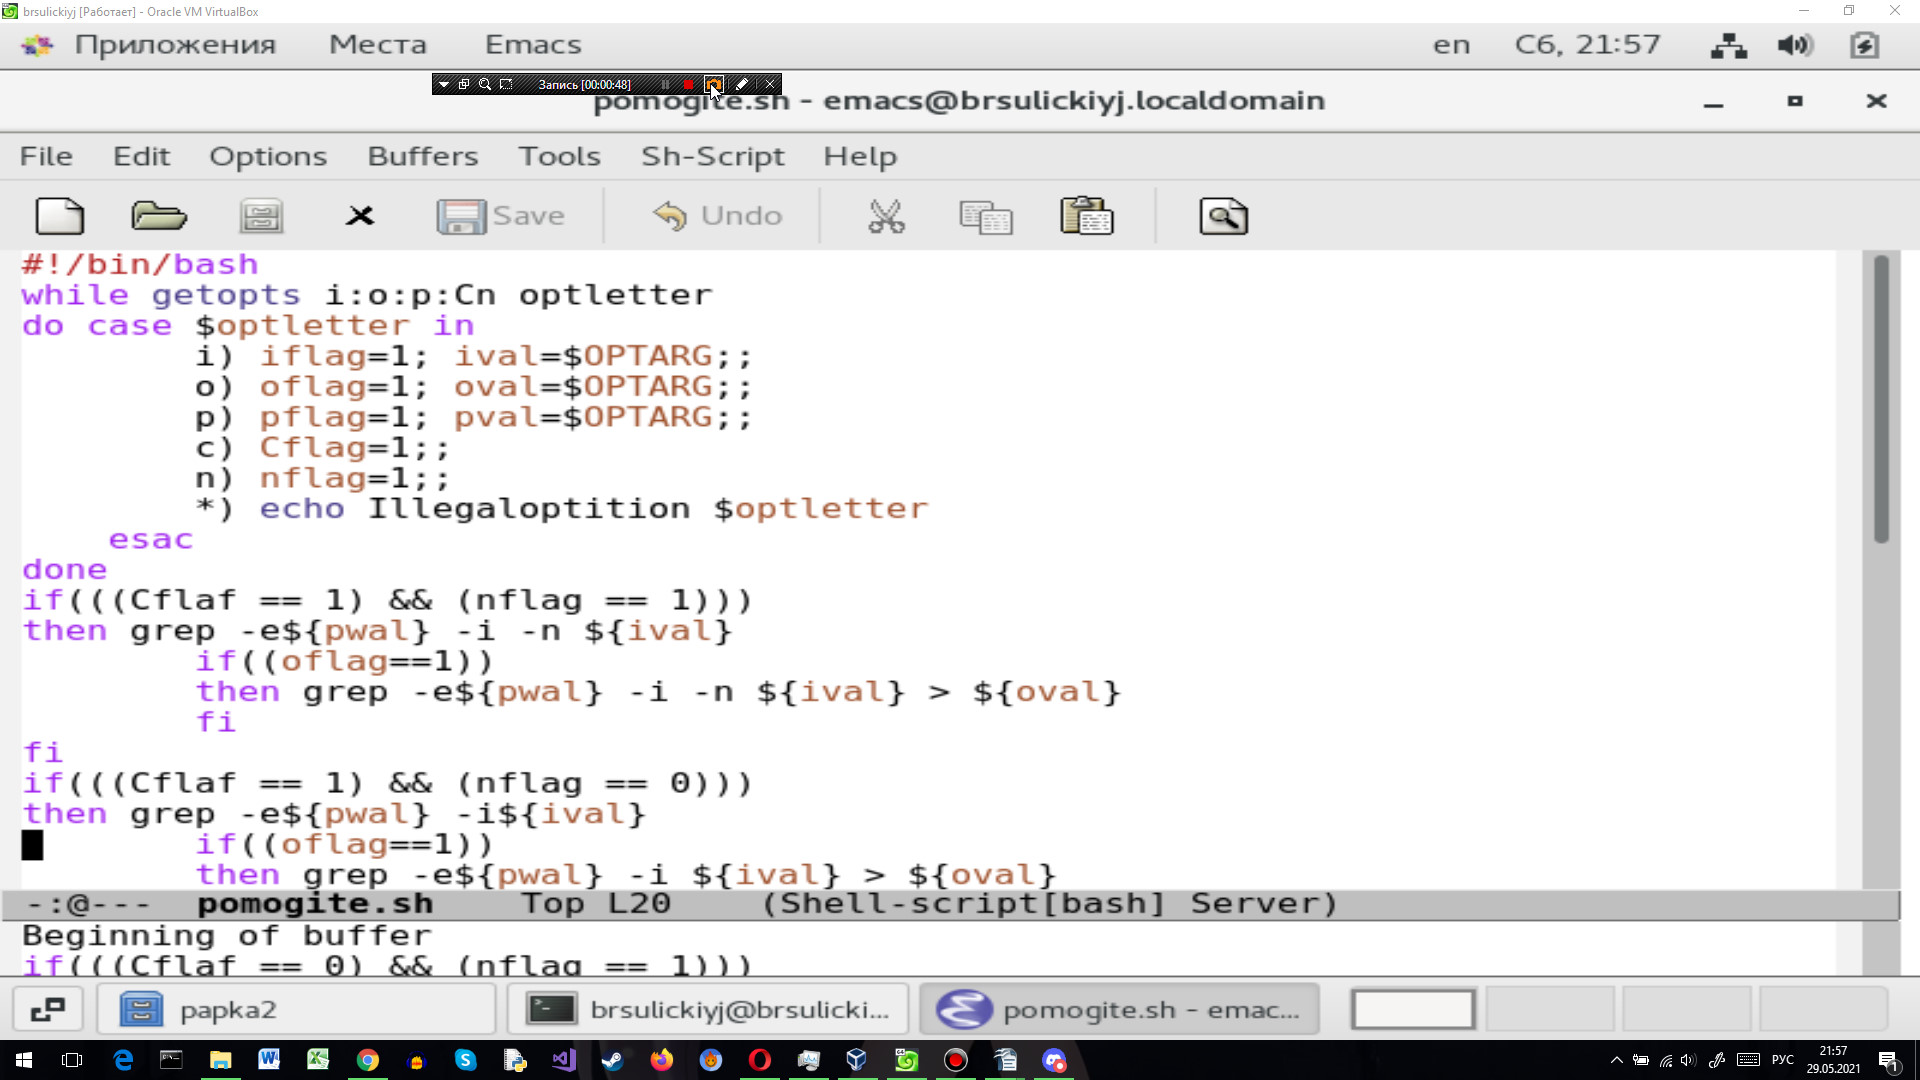 brsulickiyj [Работает] - Oracle VM VirtualBox
Приложения Места Emacs en Сб, 21:57
Запись [00:00:48]
pomogite.sh - emacs@brsulickiyj.localdomain
File Edit Options Buffers Tools Sh-Script Help
Save Undo
#!/bin/bash
while getopts i:o:p:Cn optletter
do case $optletter in
i) iflag=1; ival=$OPTARG;;
o) oflag=1; oval=$OPTARG;;
p) pflag=1; pval=$OPTARG;;
c) Cflag=1;;
n) nflag=1;;
*) echo Illegaloptition $optletter
esac
done
if(((Cflaf == 1) && (nflag == 1)))
then grep -e${pwal} -i -n ${ival}
if((oflag==1))
then grep -e${pwal} -i -n ${ival} > ${oval}
fi
fi
if(((Cflaf == 1) && (nflag == 0)))
then grep -e${pwal} -i${ival}
if((oflag==1))
then grep -e${pwal} -i ${ival} > ${oval}
-:@--- pomogite.sh Top L20 (Shell-script[bash] Server)
Beginning of buffer
if(((Cflaf == 0) && (nflag == 1)))
papka2 brsulickiyj@brsulicki... pomogite.sh - emac...
РУС 21:57
29.05.2021